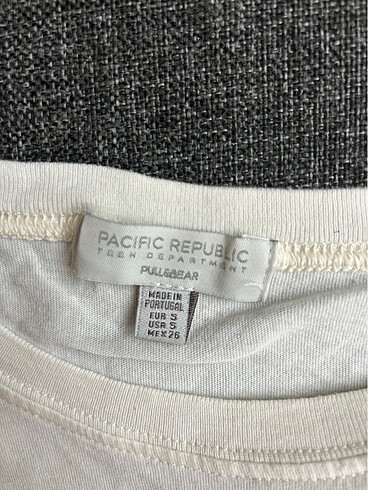 PACIFIC REPUBLIC
TEEN DEPARTMENT
PULL&BEAR
MADE IN
PORTUGAL
EUR S
USA S
MEX 26